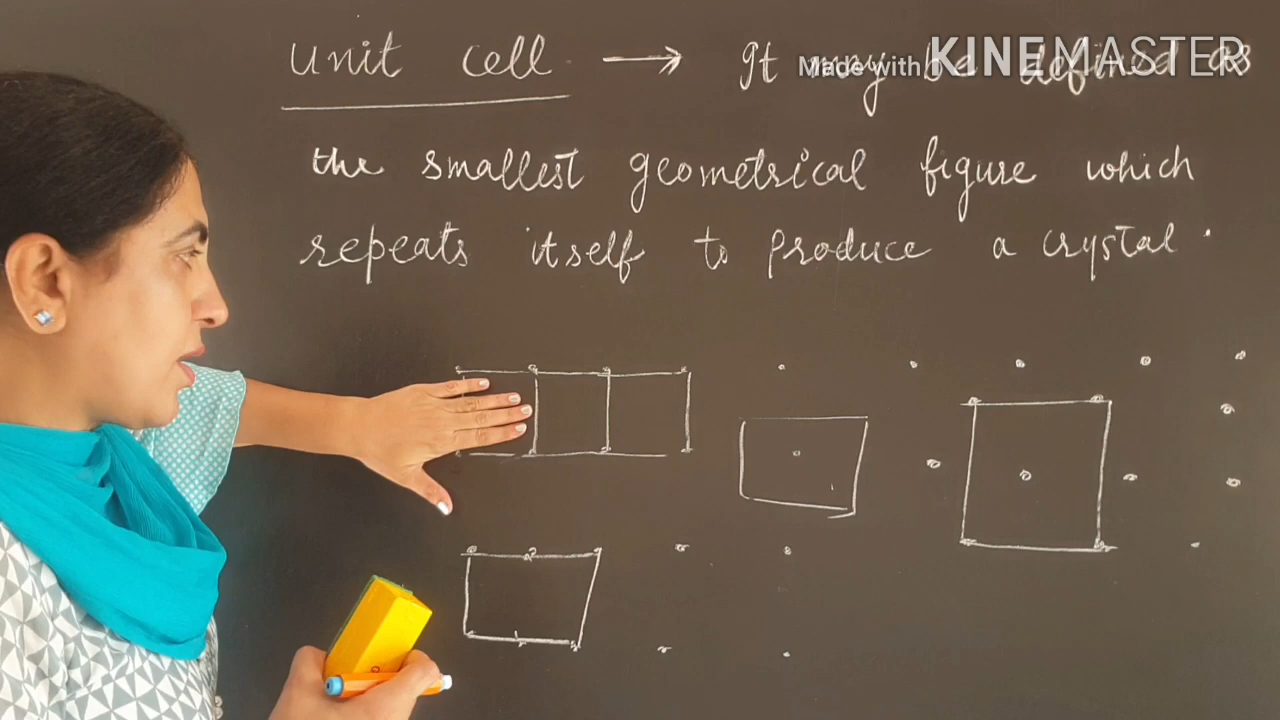 Unit cell → It may be defined as
Made with KINEMASTER
the smallest geometrical figure which
repeats itself to produce a crystal.